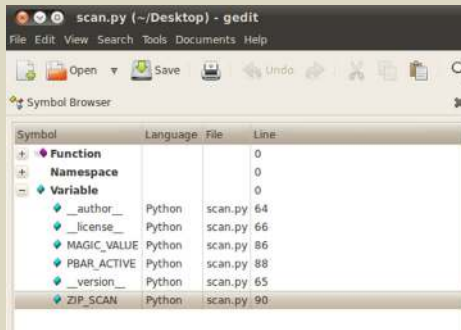 scan.py (~/Desktop) - gedit
File Edit View Search Tools Documents Help
Open Save Undo
Symbol Browser
Symbol Language File Line
Function 0
Namespace 0
Variable 0
__author__ Python scan.py 64
__license__ Python scan.py 66
MAGIC_VALUE Python scan.py 86
PBAR_ACTIVE Python scan.py 88
__version__ Python scan.py 65
ZIP_SCAN Python scan.py 90